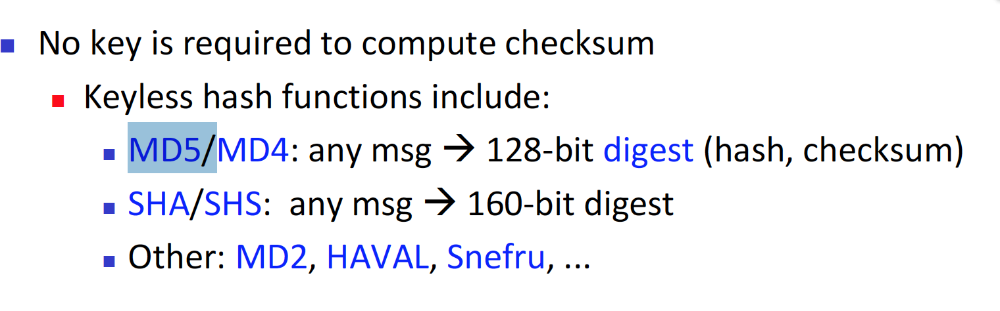 No key is required to compute checksum
Keyless hash functions include:
MD5/MD4: any msg → 128-bit digest (hash, checksum)
SHA/SHS: any msg → 160-bit digest
Other: MD2, HAVAL, Snefru, ...